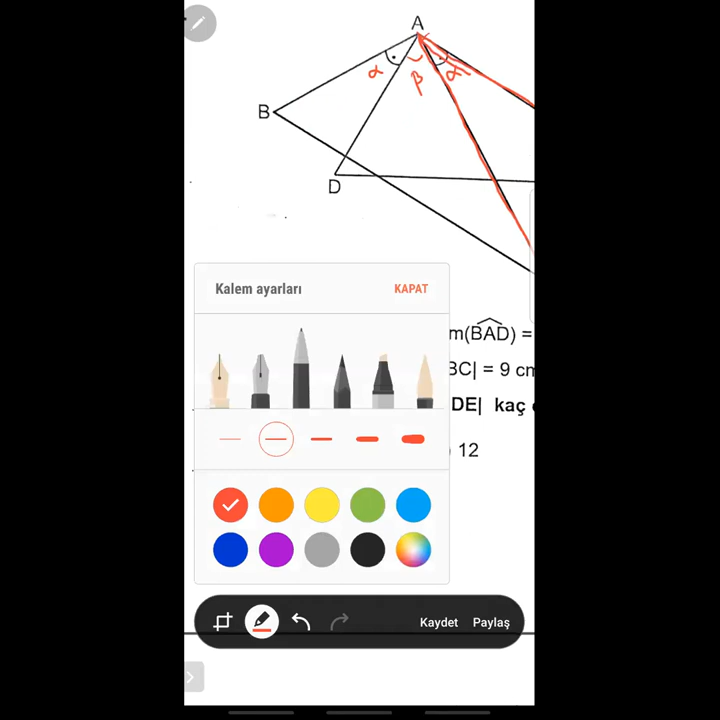 A
α
β
α
B
D
Kalem ayarları
KAPAT
m(BAD) =
BC| = 9 cm
DE| kaç
) 12
Kaydet
Paylaş